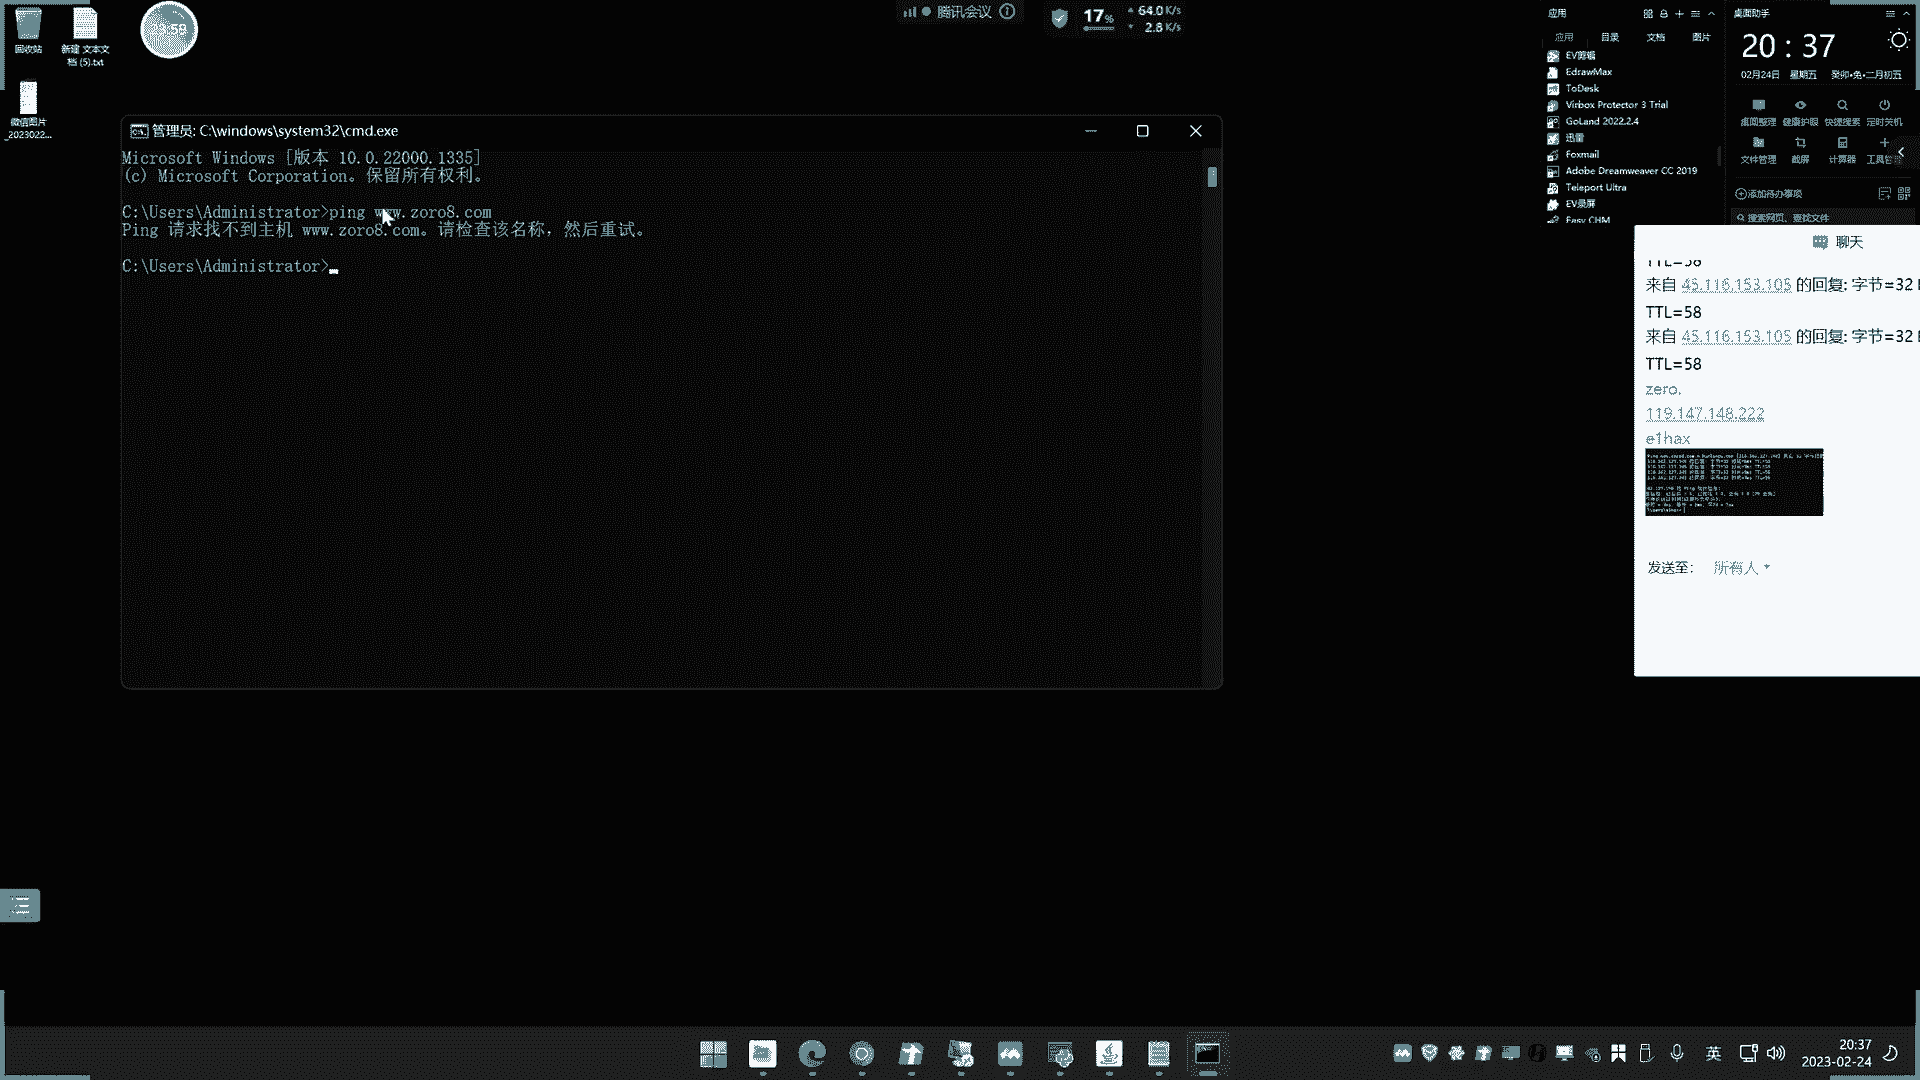 回收站
新建 文本文
档 (5).txt
微信图片
_2023022...
腾讯会议
17%
64.0 K/s
2.8 K/s
应用
应用 目录 文档 图片
EV剪辑
EdrawMax
ToDesk
Virbox Protector 3 Trial
GoLand 2022.2.4
迅雷
Foxmail
Adobe Dreamweaver CC 2019
Teleport Ultra
EV录屏
Easy CHM
桌面助手
20 : 37
02月24日 星期五 癸卯•兔•二月初五
桌面整理 健康护眼 快捷搜索 定时关机
文件管理 截屏 计算器 工具管理
添加待办事项
搜索网页、查找文件
管理员: C:\windows\system32\cmd.exe
Microsoft Windows [版本 10.0.22000.1335]
(c) Microsoft Corporation。保留所有权利。
C:\Users\Administrator>ping www.zoro8.com
Ping 请求找不到主机 www.zoro8.com。请检查该名称，然后重试。
C:\Users\Administrator>
聊天
TTL=58
来自 45.116.153.105 的回复: 字节=32
TTL=58
来自 45.116.153.105 的回复: 字节=32
TTL=58
zero.
119.147.148.222
e1hax
发送至: 所有人
英
20:37
2023-02-24